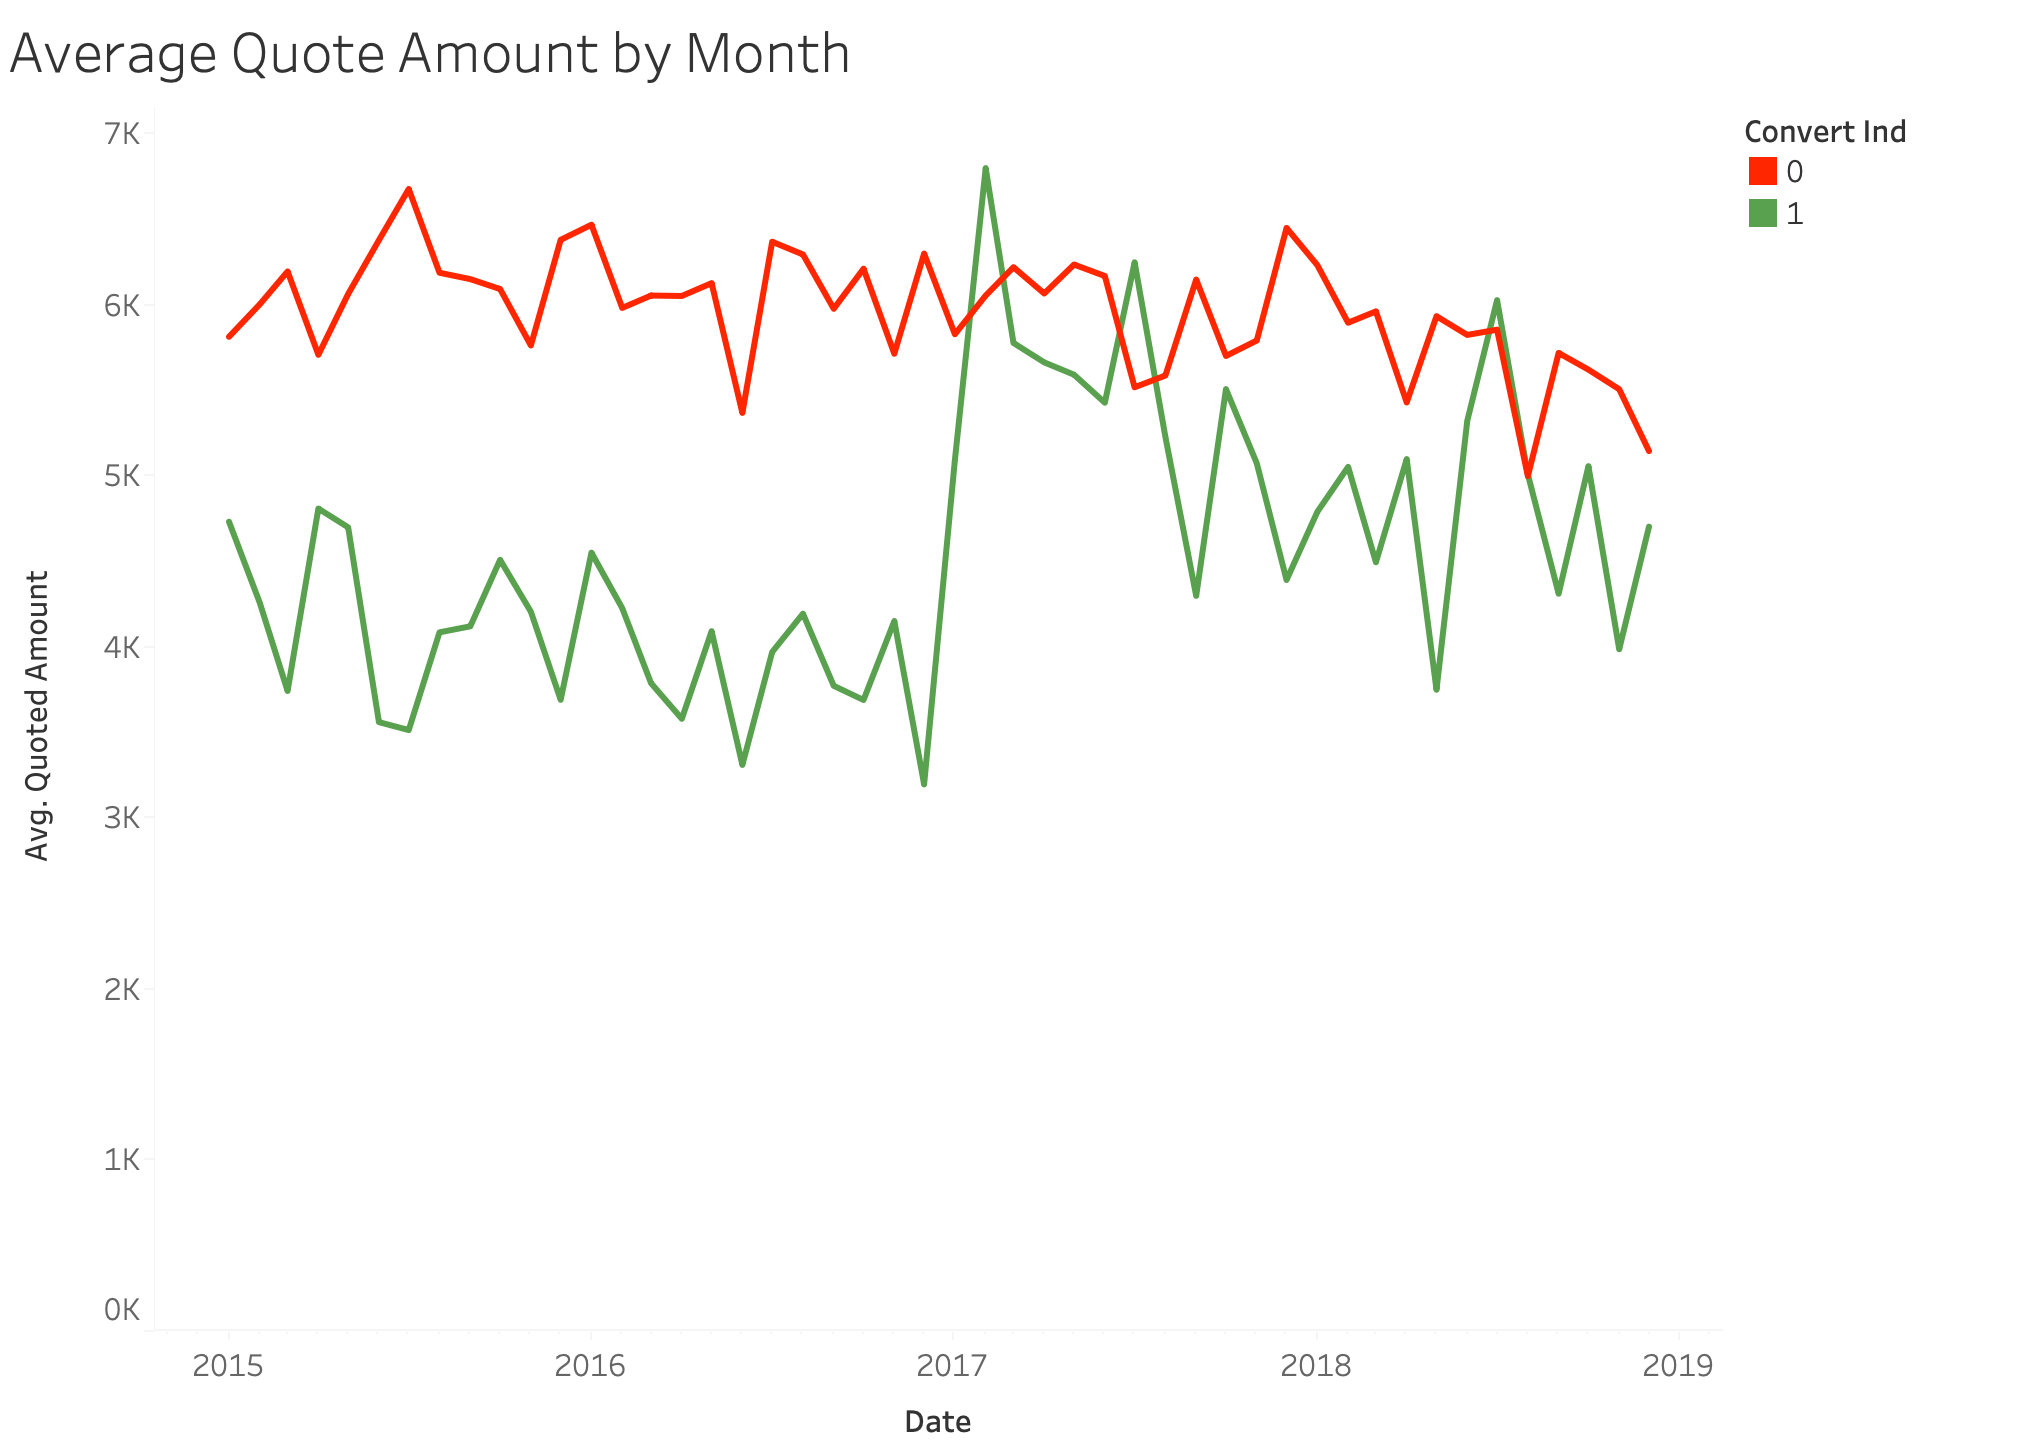 Average Quote Amount by Month
7K
6K
5K
4K
3K
2K
1K
0K
Avg. Quoted Amount
2015 2016 2017 2018 2019
Date
Convert Ind
0
1